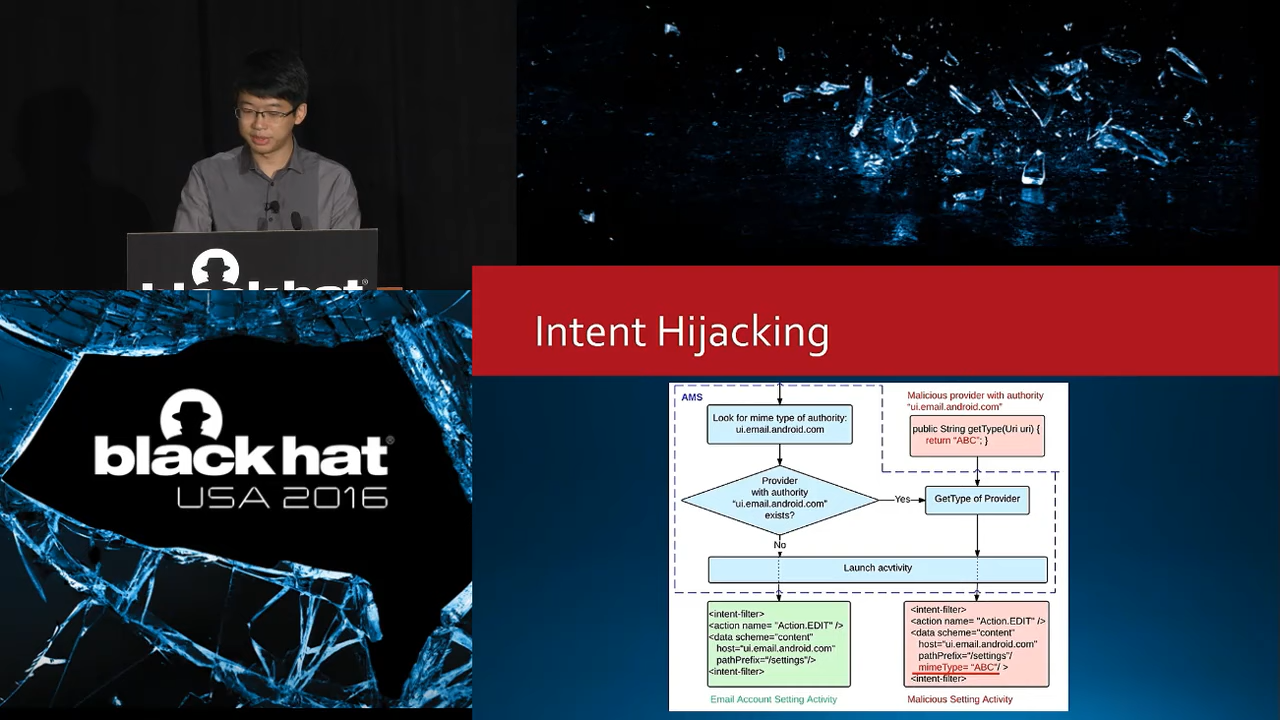 black hat®
Intent Hijacking
black hat®
USA 2016
AMS
Look for mime type of authority:
ui.email.android.com
Malicious provider with authority
“ui.email.android.com”
public String getType(Uri uri) {
return “ABC”; }
Provider
with authority
“ui.email.android.com”
exists?
Yes
GetType of Provider
No
Launch acvtivity
<intent-filter>
<action name= "Action.EDIT" />
<data scheme="content"
host="ui.email.android.com"
pathPrefix="/settings"/>
<intent-filter>
Email Account Setting Activity
<intent-filter>
<action name= "Action.EDIT" />
<data scheme="content"
host="ui.email.android.com"
pathPrefix="/settings"/
mimeType= "ABC"/ >
<intent-filter>
Malicious Setting Activity